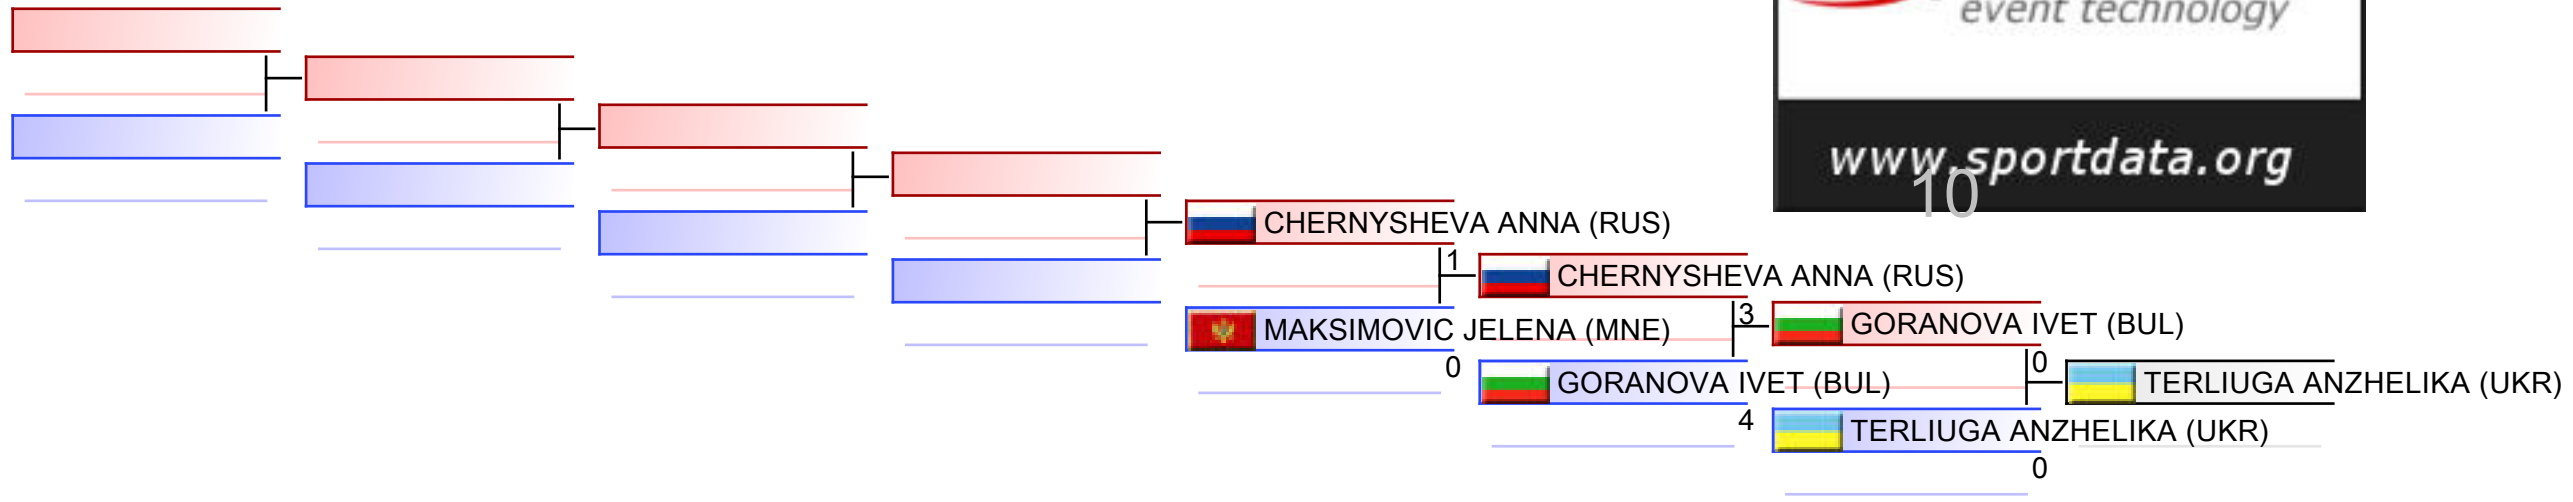 event technology
www.sportdata.org
10
CHERNYSHEVA ANNA (RUS)
1
CHERNYSHEVA ANNA (RUS)
MAKSIMOVIC JELENA (MNE)
0
3
GORANOVA IVET (BUL)
GORANOVA IVET (BUL)
4
0
TERLIUGA ANZHELIKA (UKR)
TERLIUGA ANZHELIKA (UKR)
0